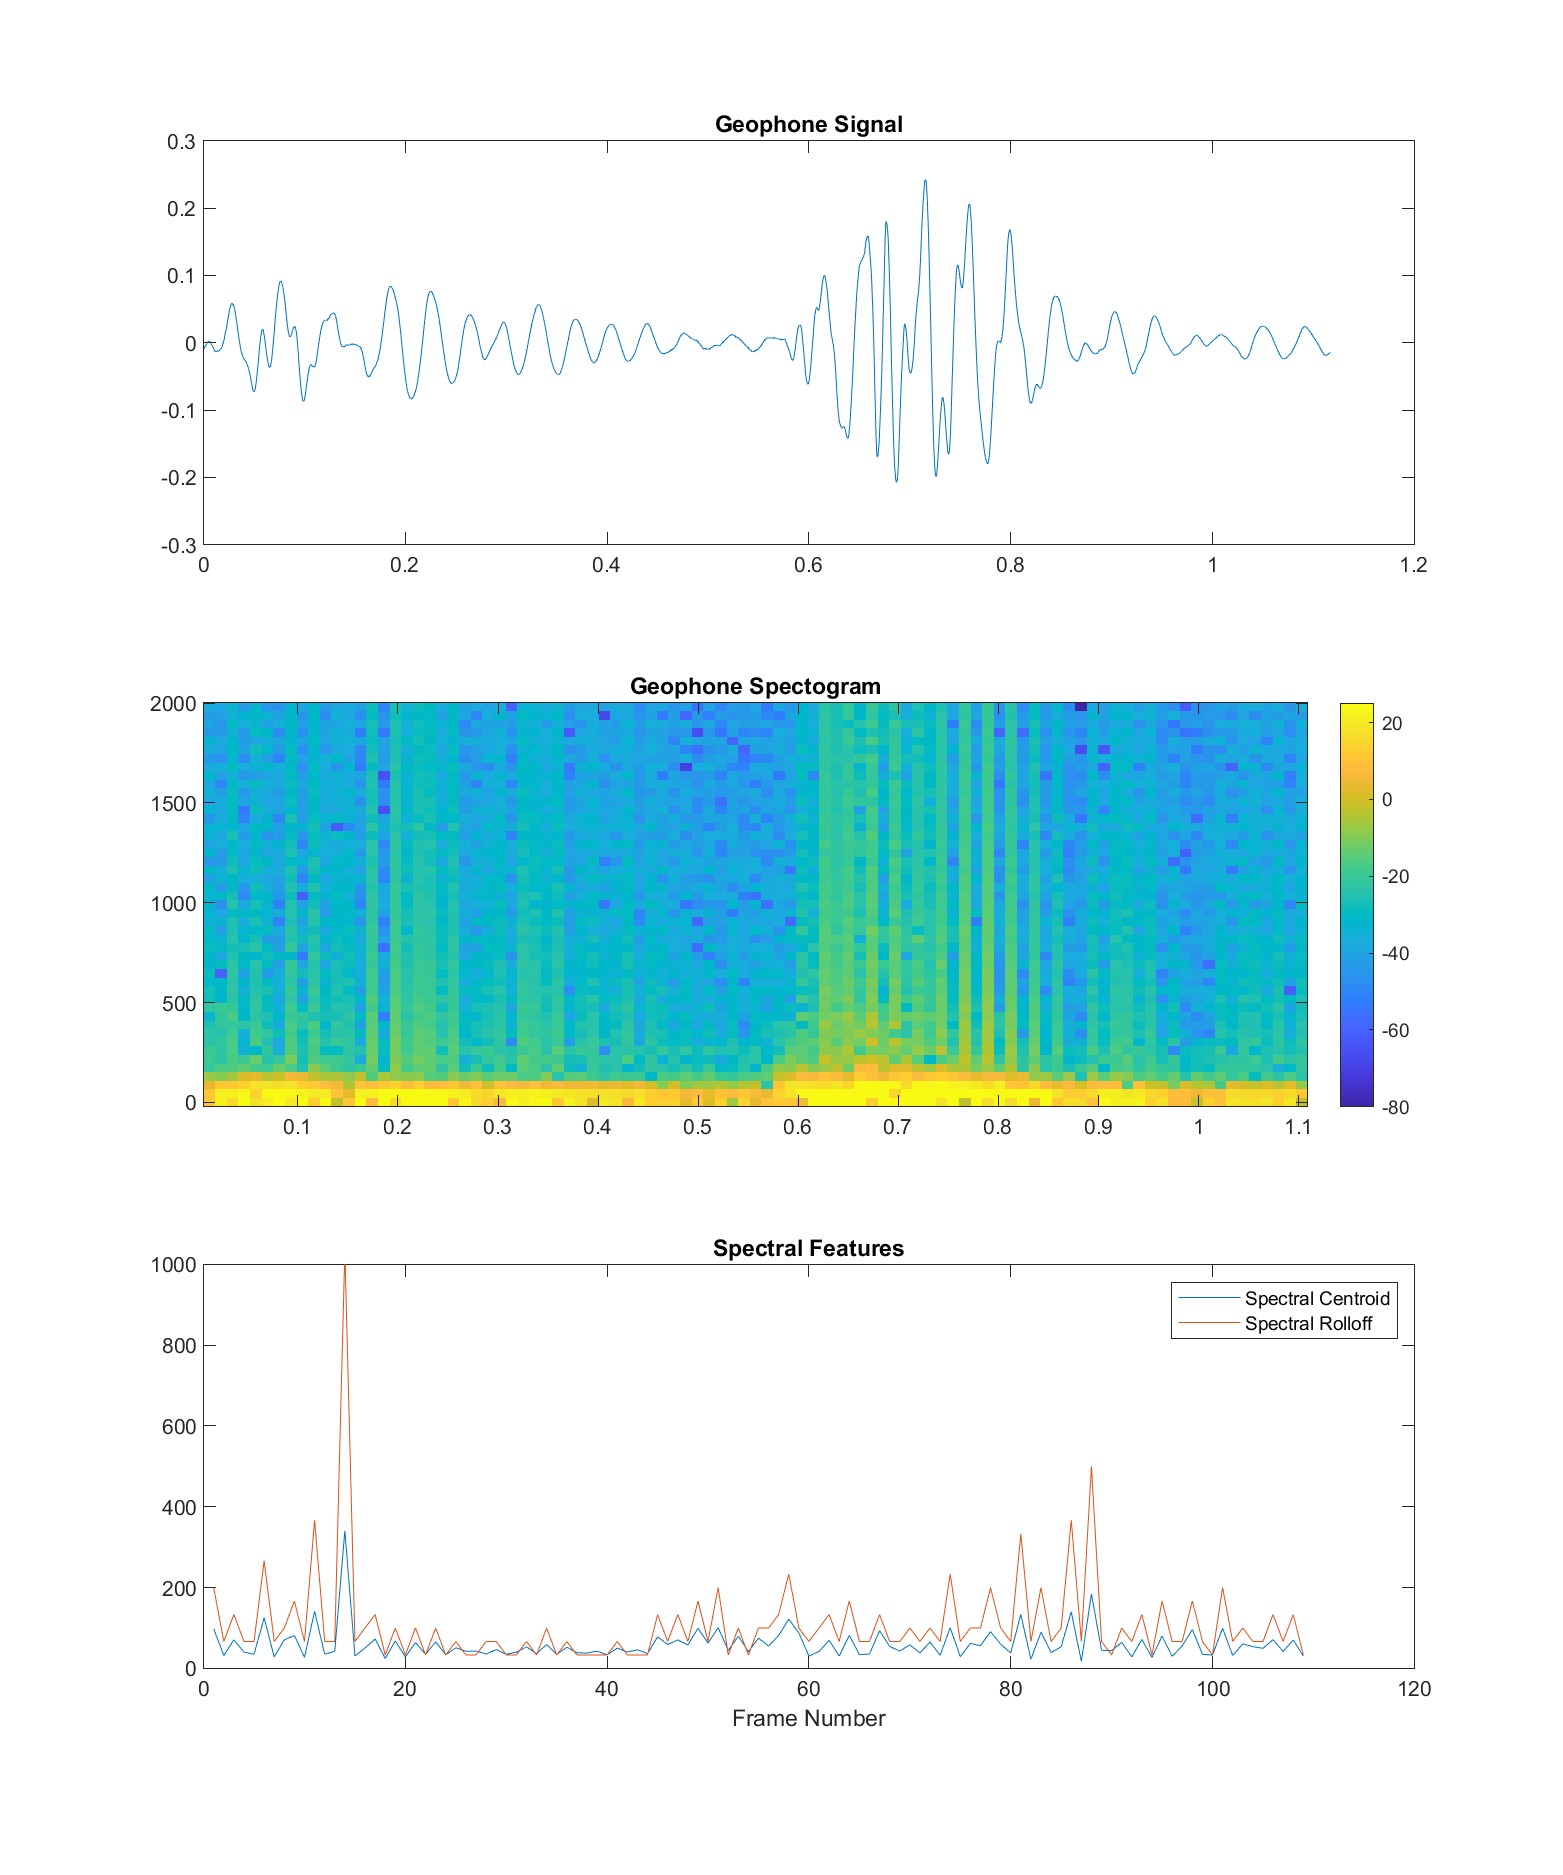 Geophone Signal
0.3
0.2
0.1
0
-0.1
-0.2
-0.3
0 0.2 0.4 0.6 0.8 1 1.2
Geophone Spectogram
2000
1500
1000
500
0
0.1 0.2 0.3 0.4 0.5 0.6 0.7 0.8 0.9 1 1.1
20
0
-20
-40
-60
-80
Spectral Features
1000
800
600
400
200
0
Spectral Centroid
Spectral Rolloff
0 20 40 60 80 100 120
Frame Number